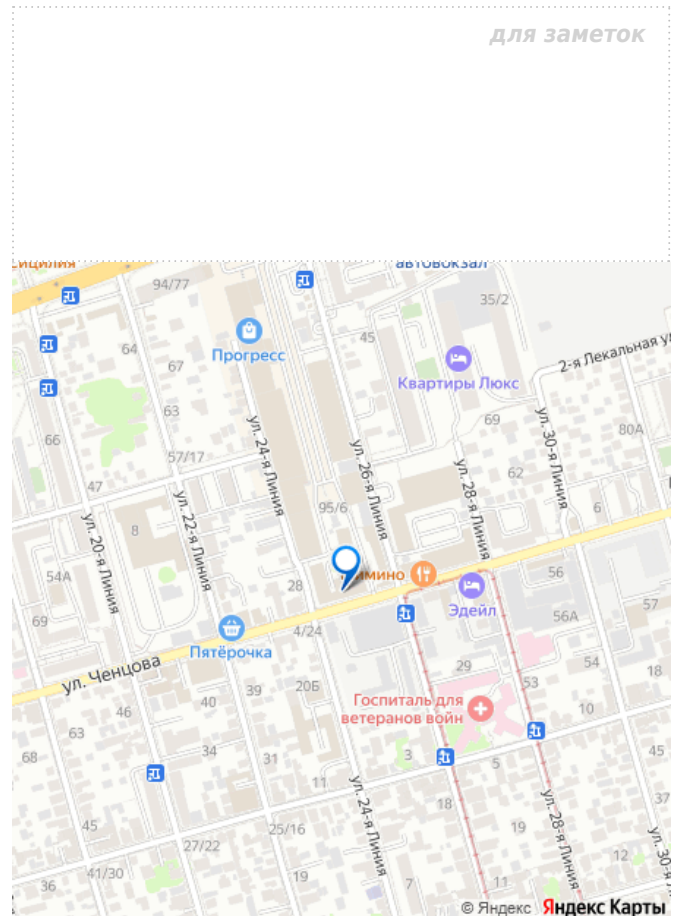 для заметок
автовокзал
94/77
35/2
Прогресс
45
64
67
2-я Лекальная
Квартиры Люкс
63
ул. 24-я Линия
69
ул. 30-я Линия
80А
66
57/17
ул. 26-я Линия
ул. 28-я Линия
62
47
ул. 22-я Линия
95/6
6
ул. 20-я Линия
8
54А
28
56
Эдейл
57
69
4/24
56А
Пятёрочка
ул. Ченцова
29
54
18
40
39
20Б
53
Госпиталь для
ветеранов войн
46
10
63
34
31
3
5
45
68
11
ул. 24-я Линия
18
ул. 28-я Линия
37
45
25/16
19
ул. 30-я
27/22
12
41/30
19
7
11
36
© Яндекс Яндекс Карты